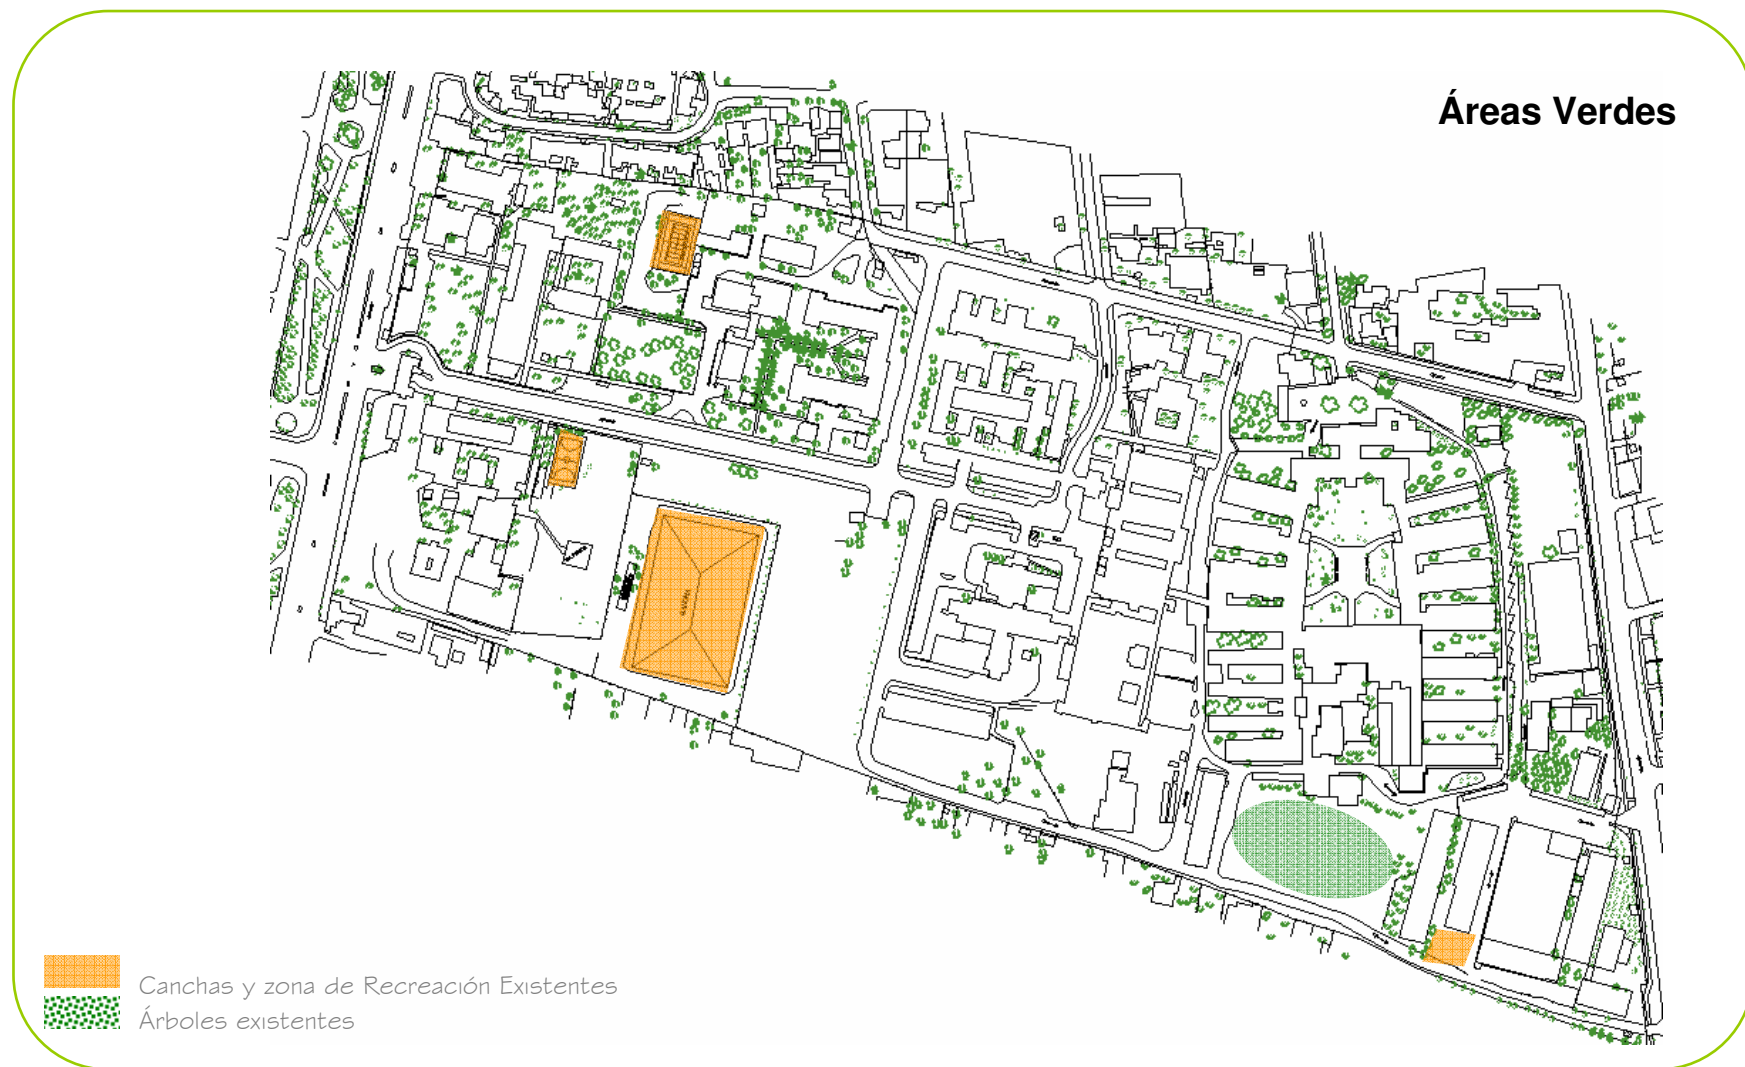 Áreas Verdes
Canchas y zona de Recreación Existentes
Árboles existentes